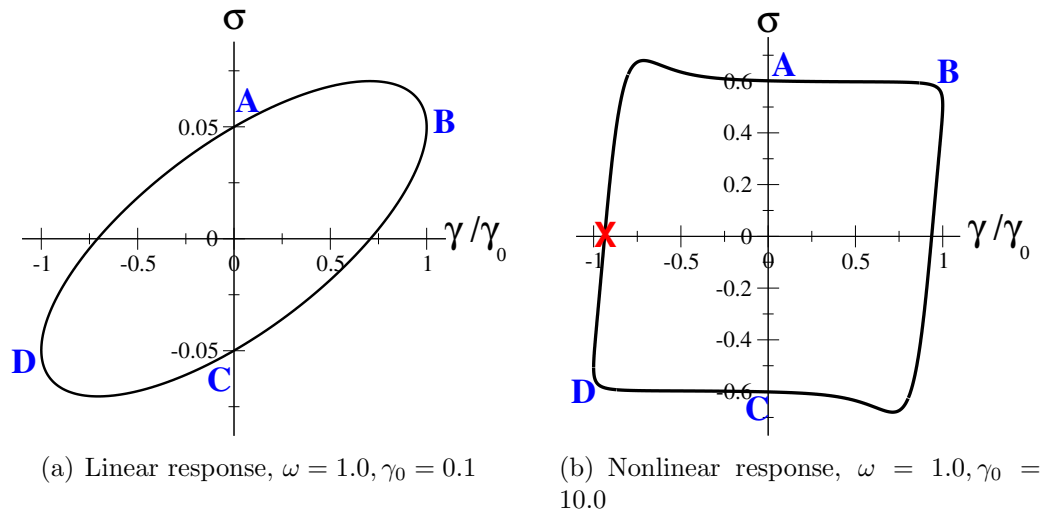 σ
A
0.05
B
γ/γ0
-1
-0.5
0
0
0.5
1
-0.05
D
C
(a) Linear response, ω = 1.0, γ0 = 0.1
σ
0.6
A
B
0.4
0.2
X
0
γ/γ0
-1
-0.5
0
0.5
1
-0.2
-0.4
D
-0.6
C
(b) Nonlinear response, ω = 1.0, γ0 =
10.0